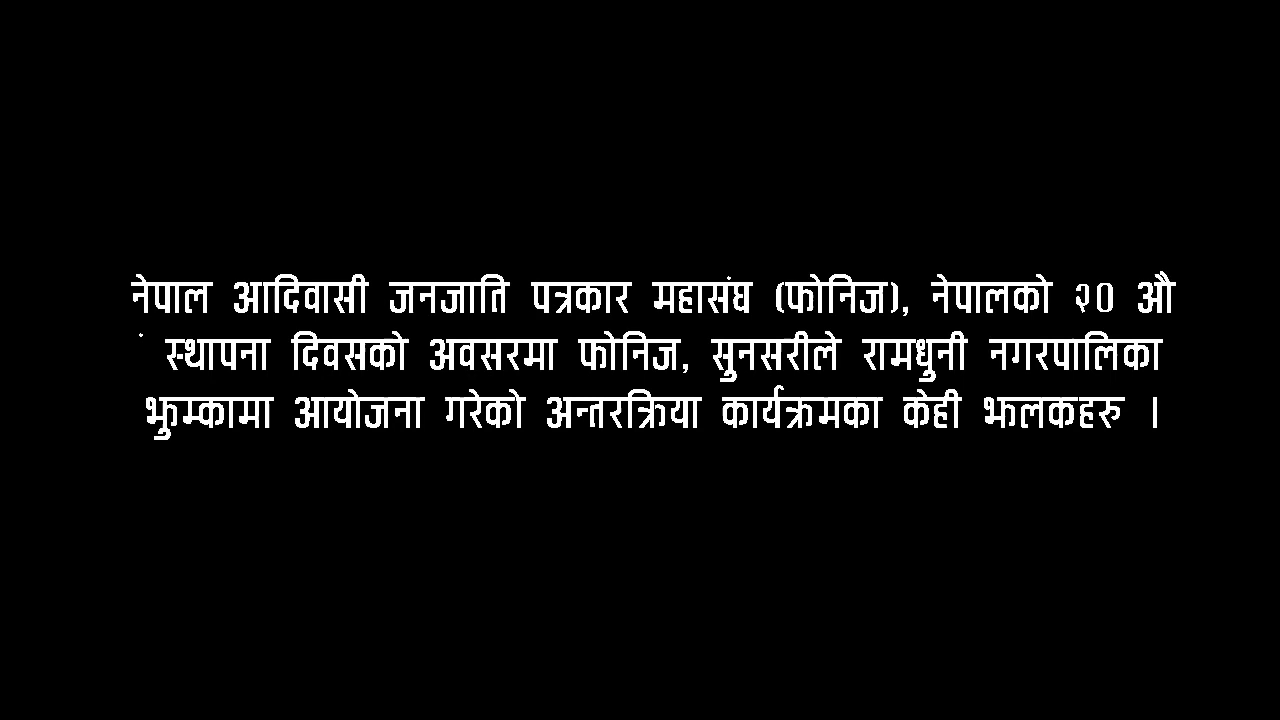 नेपाल आदिवासी जनजाति पत्रकार महासंघ (फोनिज), नेपालको २० औ
ं स्थापना दिवसको अवसरमा फोनिज, सुनसरीले रामधुनी नगरपालिका
झुम्कामा आयोजना गरेको अन्तरक्रिया कार्यक्रमका केही झलकहरु ।